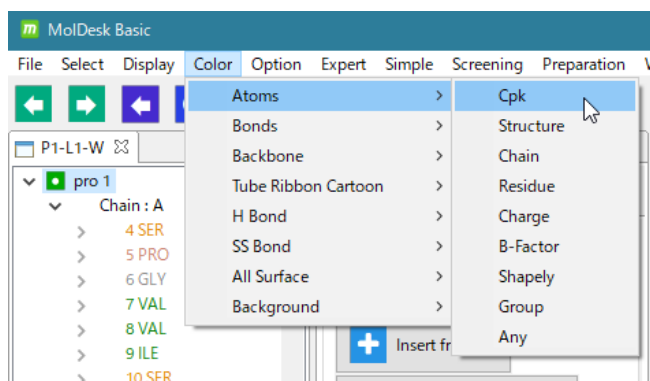 m MolDesk Basic
File Select Display Color Option Expert Simple Screening Preparation
P1-L1-W
pro 1
Chain : A
4 SER
5 PRO
6 GLY
7 VAL
8 VAL
9 ILE
10 SER
Atoms
Bonds
Backbone
Tube Ribbon Cartoon
H Bond
SS Bond
All Surface
Background
Cpk
Structure
Chain
Residue
Charge
B-Factor
Shapely
Group
Any
Insert fr